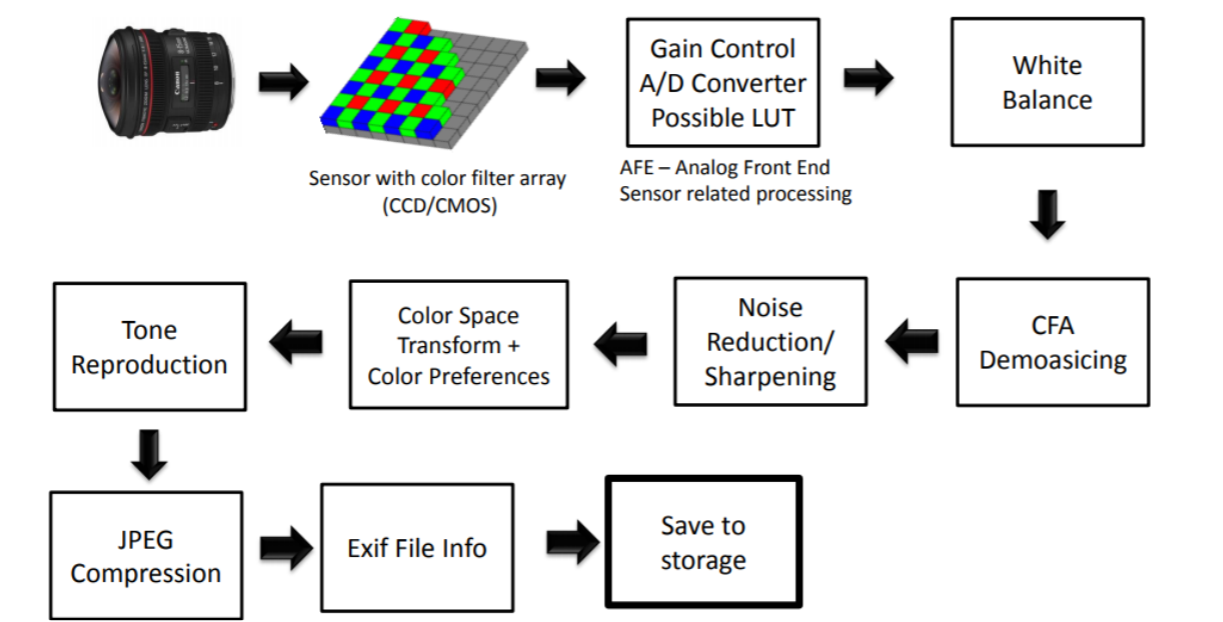 Canon
Sensor with color filter array
(CCD/CMOS)
Gain Control
A/D Converter
Possible LUT
AFE – Analog Front End
Sensor related processing
White
Balance
CFA
Demoasicing
Noise
Reduction/
Sharpening
Color Space
Transform +
Color Preferences
Tone
Reproduction
JPEG
Compression
Exif File Info
Save to
storage